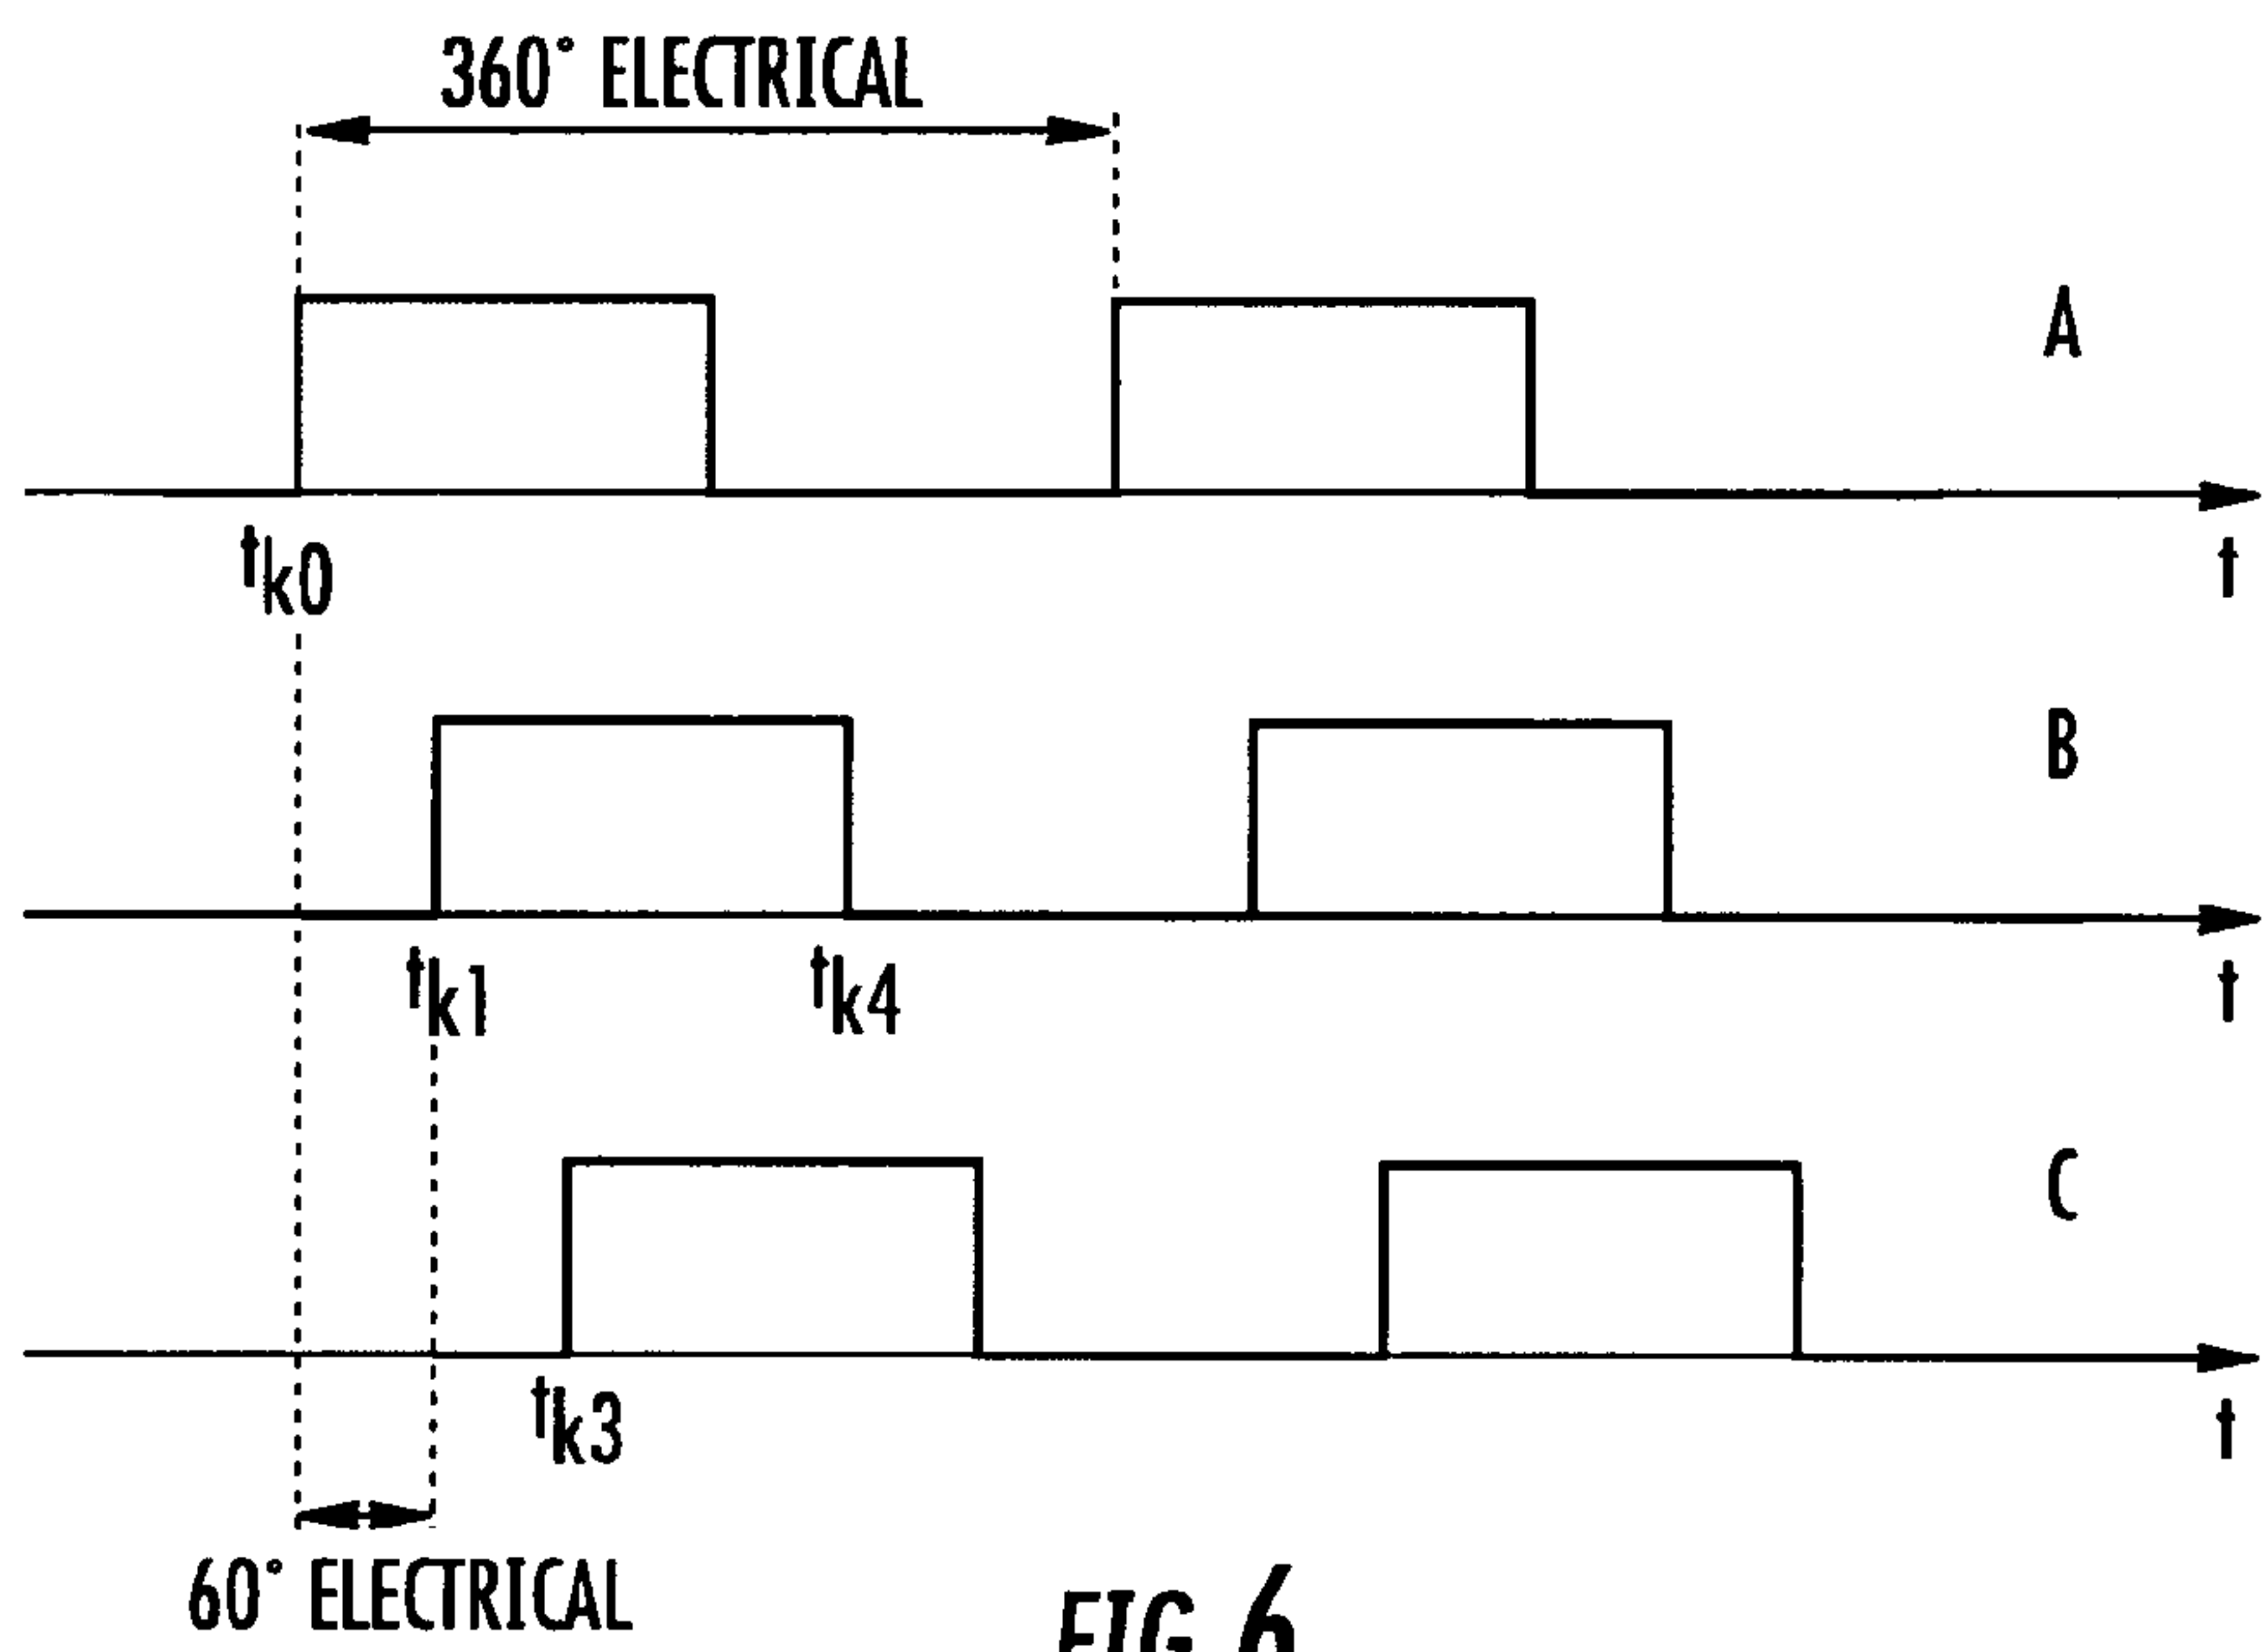 360° ELECTRICAL
A
tk0
t
B
tk1
tk4
t
C
tk3
t
60° ELECTRICAL
FIG. 6